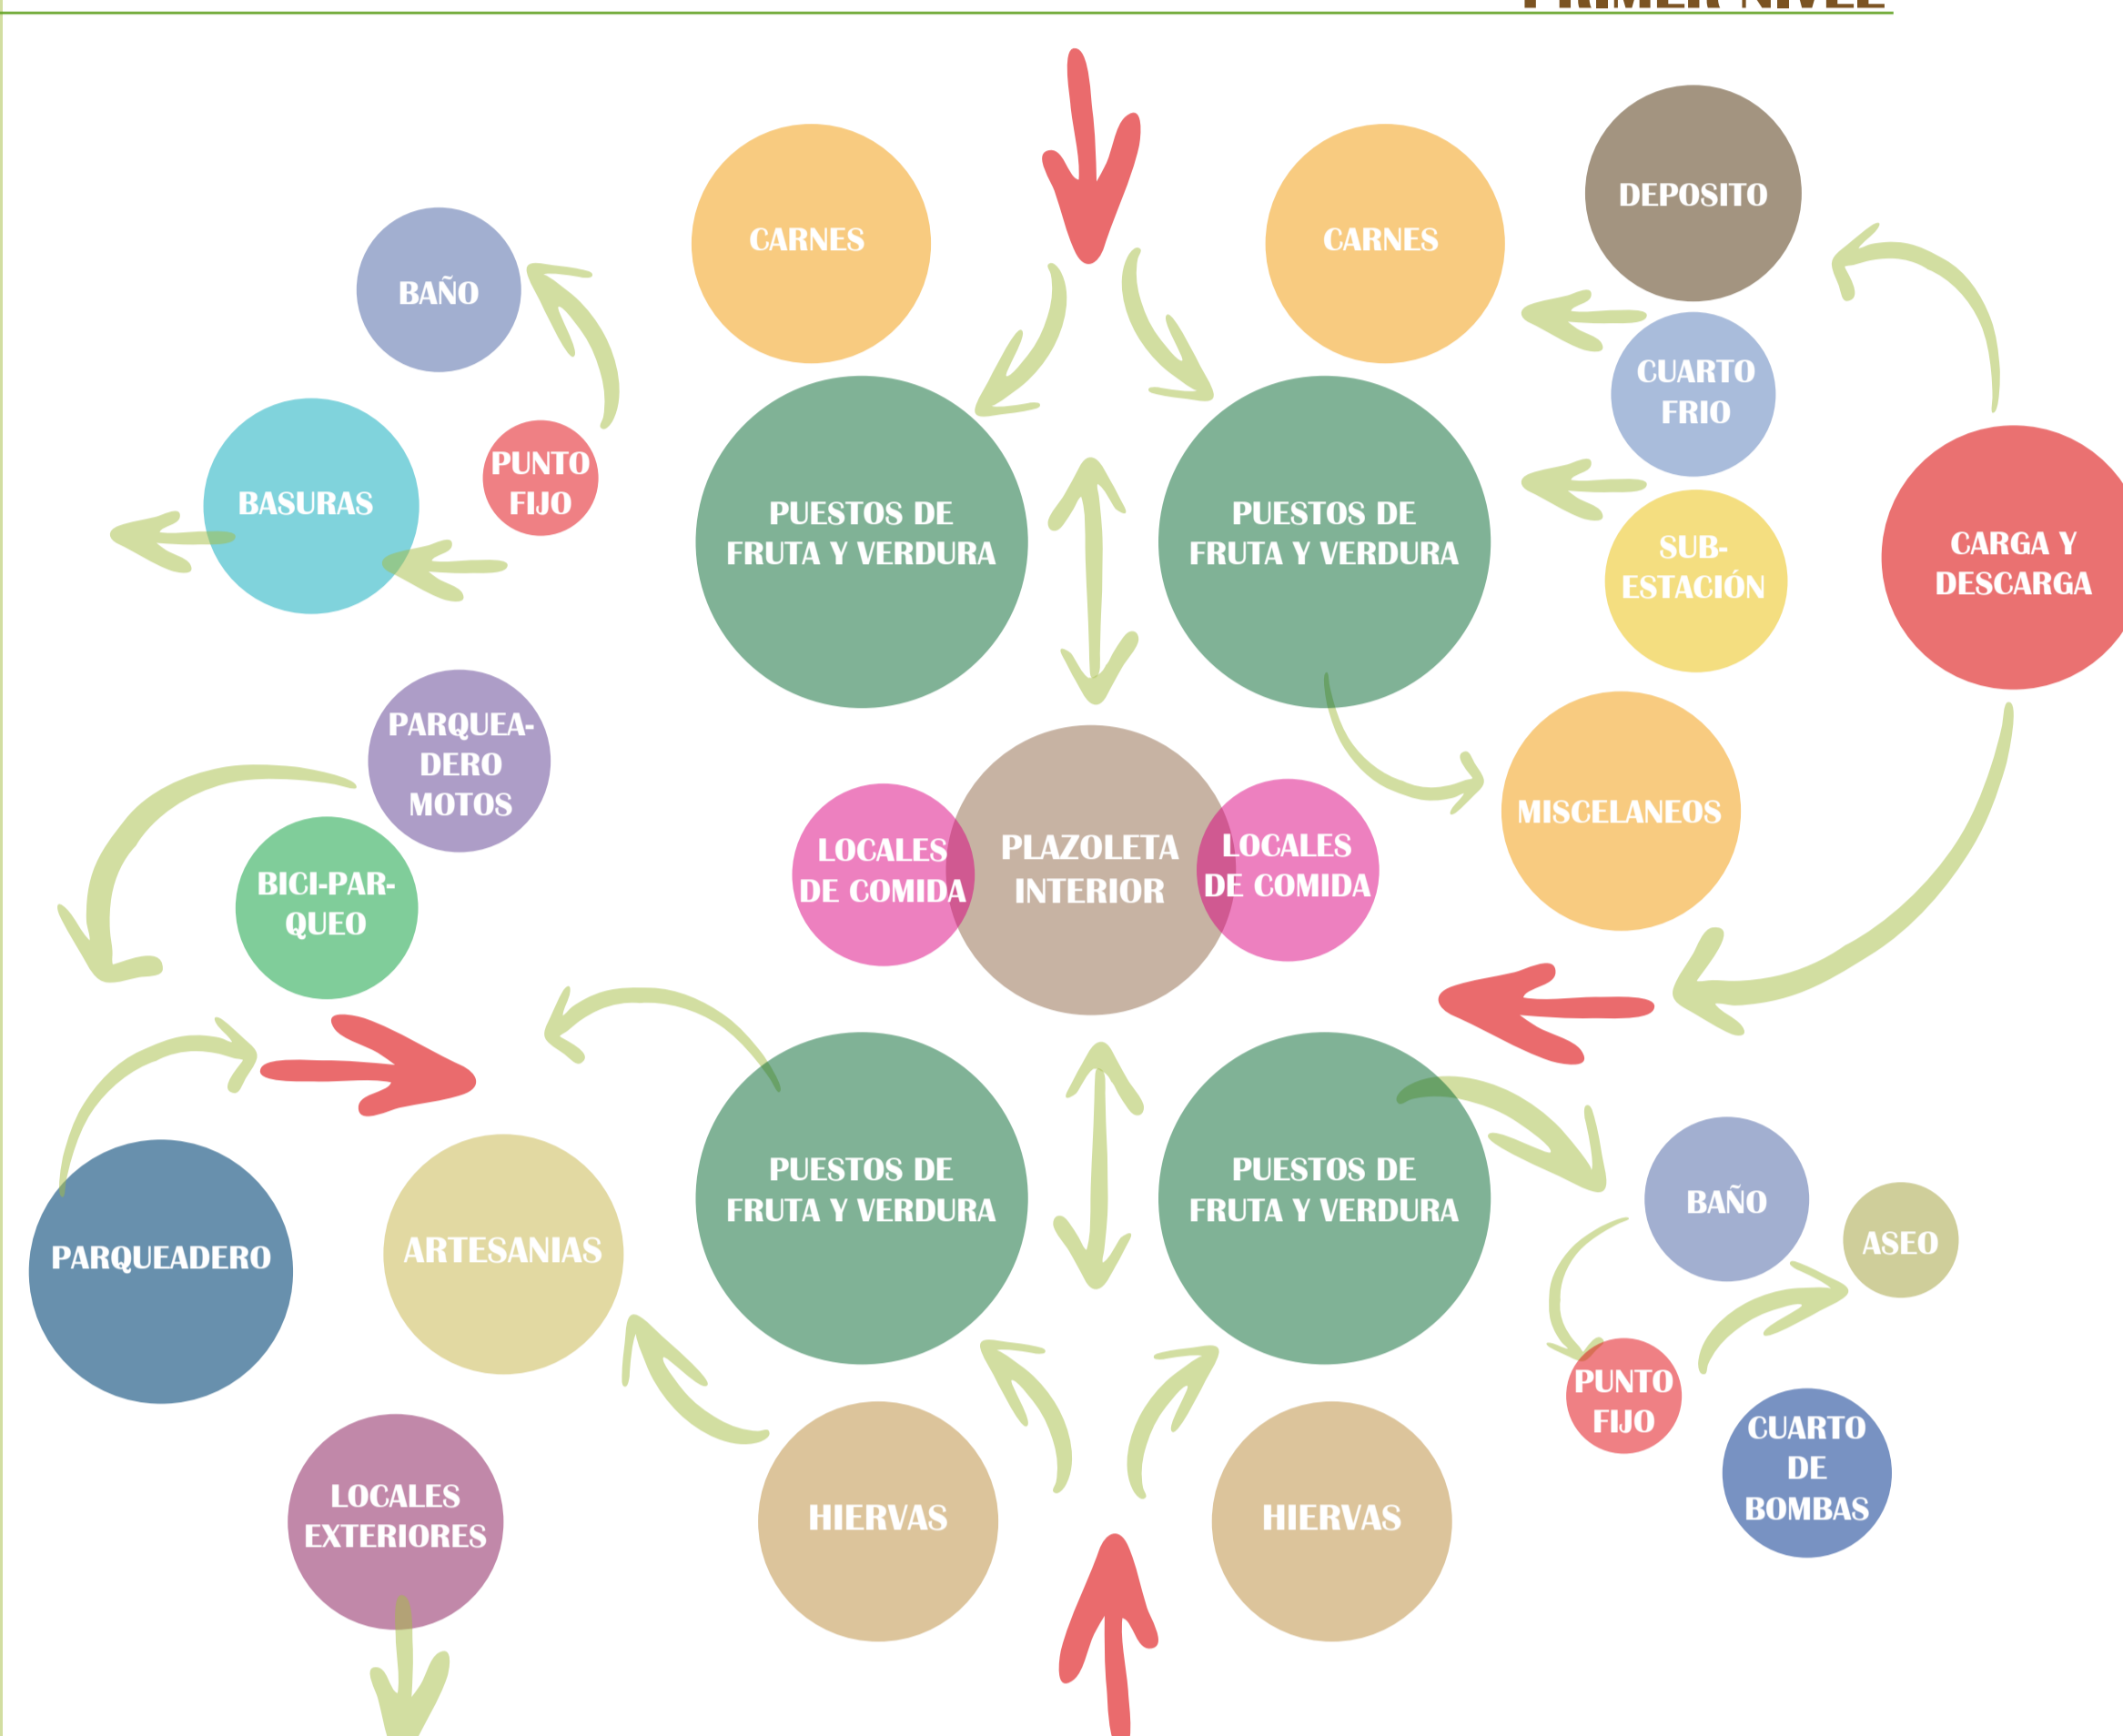 PRIMER NIVEL
CARNES
CARNES
DEPOSITO
BAÑO
CUARTO
FRIO
PUNTO
FIJO
BASURAS
PUESTOS DE
FRUTA Y VERDURA
PUESTOS DE
FRUTA Y VERDURA
SUB-
ESTACIÓN
CARGA Y
DESCARGA
PARQUEA-
DERO
MOTOS
BICI-PAR-
QUEO
LOCALES
DE COMIDA
PLAZOLETA
INTERIOR
LOCALES
DE COMIDA
MISCELANEOS
PARQUEADERO
ARTESANIAS
PUESTOS DE
FRUTA Y VERDURA
PUESTOS DE
FRUTA Y VERDURA
BAÑO
ASEO
PUNTO
FIJO
CUARTO
DE
BOMBAS
LOCALES
EXTERIORES
HIERVAS
HIERVAS